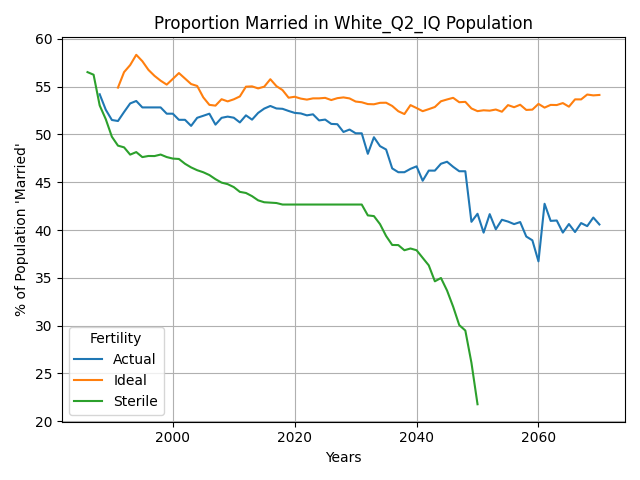 Proportion Married in White_Q2_IQ Population
% of Population 'Married'
60
55
50
45
40
35
30
25
20
Fertility
Actual
Ideal
Sterile
2000 2020 2040 2060
Years